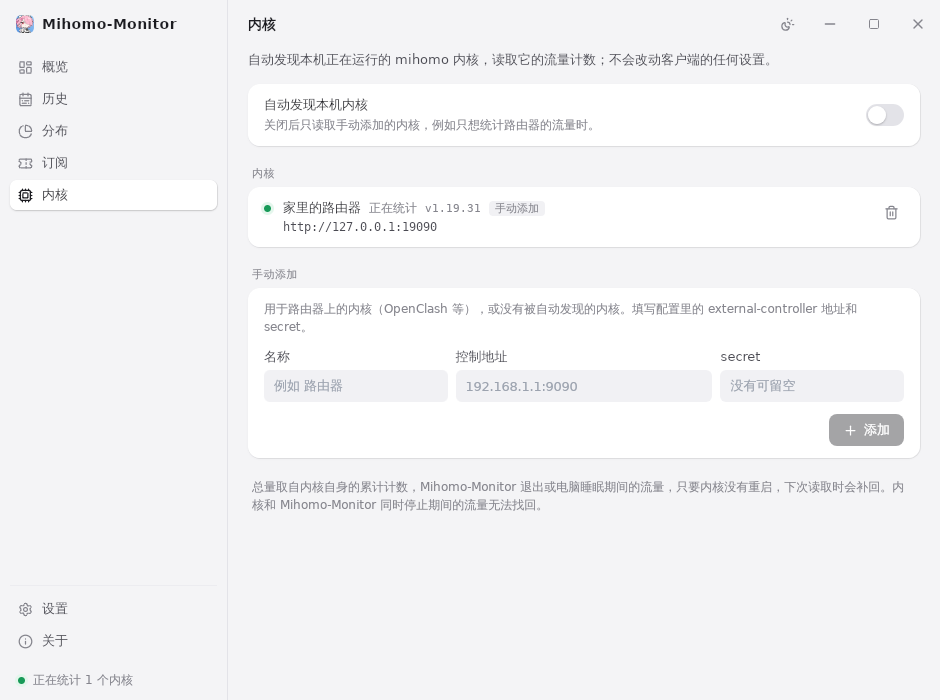 Mihomo-Monitor
概览
历史
分布
订阅
内核
设置
关于
正在统计 1 个内核
内核
自动发现本机正在运行的 mihomo 内核，读取它的流量计数；不会改动客户端的任何设置。
自动发现本机内核
关闭后只读取手动添加的内核，例如只想统计路由器的流量时。
内核
家里的路由器 正在统计 v1.19.31 手动添加
http://127.0.0.1:19090
手动添加
用于路由器上的内核（OpenClash 等），或没有被自动发现的内核。填写配置里的 external-controller 地址和
secret。
名称 控制地址 secret
例如 路由器 192.168.1.1:9090 没有可留空
添加
总量取自内核自身的累计计数，Mihomo-Monitor 退出或电脑睡眠期间的流量，只要内核没有重启，下次读取时会补回。内
核和 Mihomo-Monitor 同时停止期间的流量无法找回。